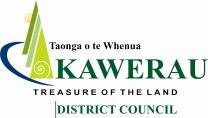 Taonga o te Whenua
KAWERAU
TREASURE OF THE LAND
DISTRICT COUNCIL